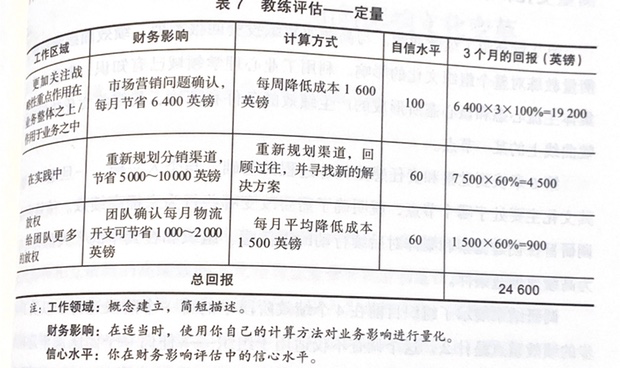 表 7 教练评估——定量
工作区域 财务影响 计算方式 自信水平 3 个月的回报（英镑）
更加关注战
略性重点作用在
业务整体之上/
作用于业务之中
市场营销问题确认，
每月节省 6 400 英镑
每周降低成本 1 600
英镑
100
6 400×3×100%=19 200
在实践中
重新规划分销渠道，
节省 5 000～10 000 英镑
重新规划渠道，回
顾过往，并寻找新的解
决方案
60
7 500×60%=4 500
放权
给团队更多
的放权
团队确认每月物流
开支可节省 1 000～2 000
英镑
每月平均降低成本
1 500 英镑
60
1 500×60%=900
总回报 24 600
注：工作领域：概念建立，简短描述。
财务影响：在适当时，使用你自己的计算方法对业务影响进行量化。
信心水平：你在财务影响评估中的信心水平。